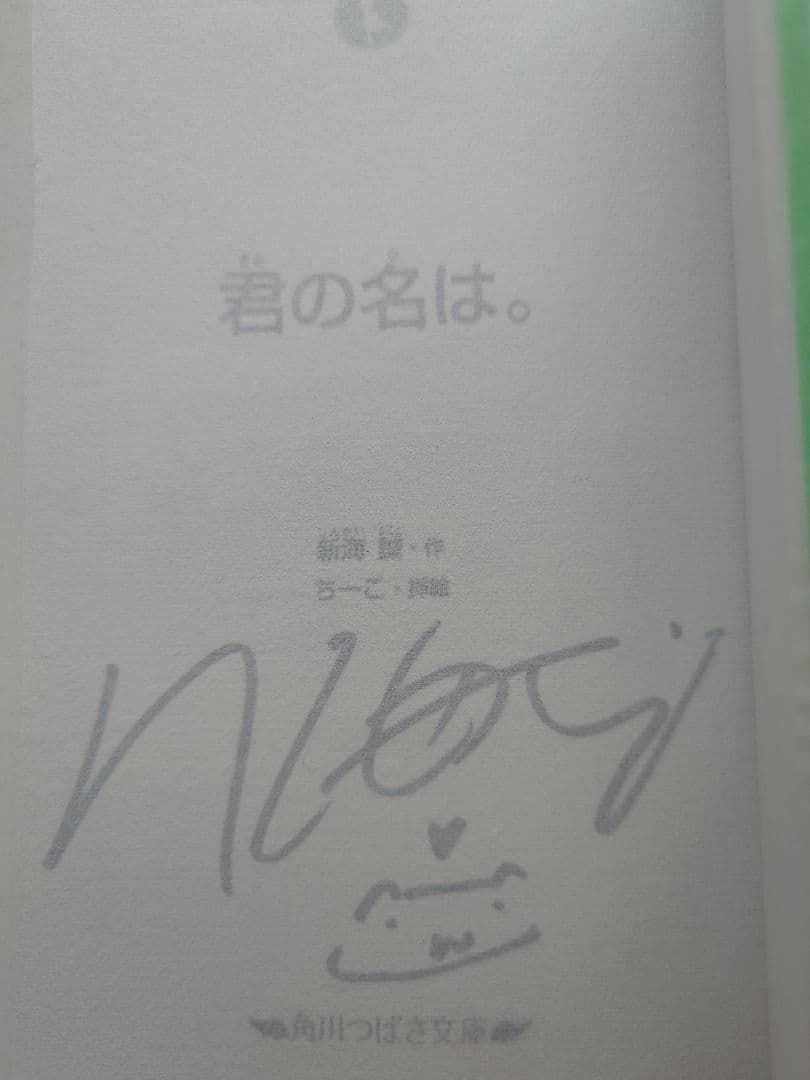 君の名は。
新海 誠・作
ちーこ・挿絵
角川つばさ文庫